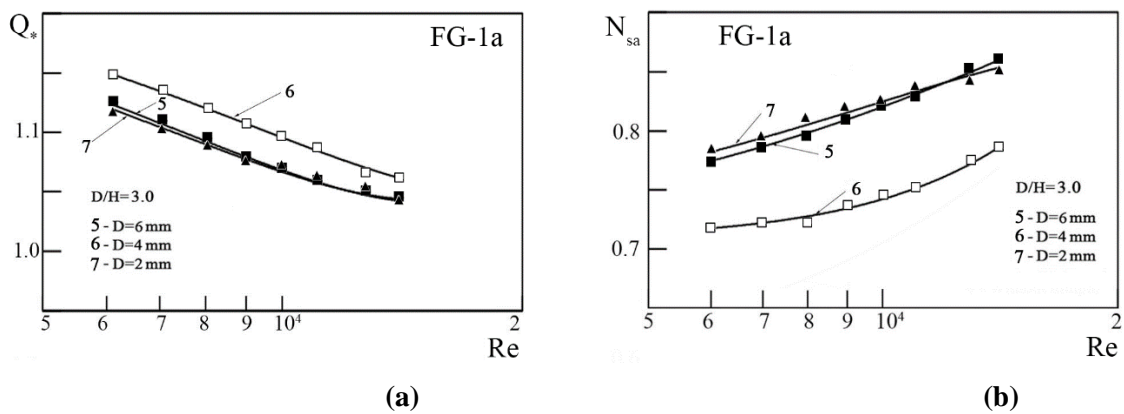 Q*
FG-1a
1.1
1.0
5
6
7
D/H=3.0
5 - D=6 mm
6 - D=4 mm
7 - D=2 mm
5 6 7 8 9 10⁴ 2
Re
(a)
N_sa
FG-1a
0.8
0.7
7
5
6
D/H=3.0
5 - D=6 mm
6 - D=4 mm
7 - D=2 mm
5 6 7 8 9 10⁴ 2
Re
(b)